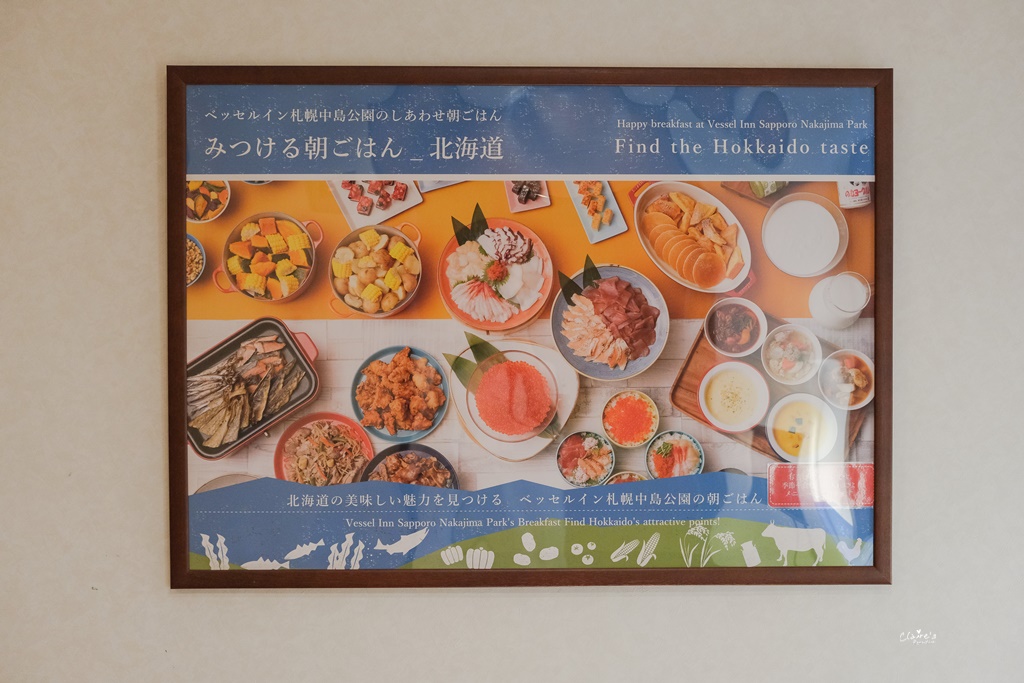 ベッセルイン札幌中島公園のしあわせ朝ごはん
みつける朝ごはん _ 北海道
Happy breakfast at Vessel Inn Sapporo Nakajima Park
Find the Hokkaido taste
北海道の美味しい魅力を見つける ベッセルイン札幌中島公園の朝ごはん
Vessel Inn Sapporo Nakajima Park's Breakfast Find Hokkaido's attractive points!
Claire's